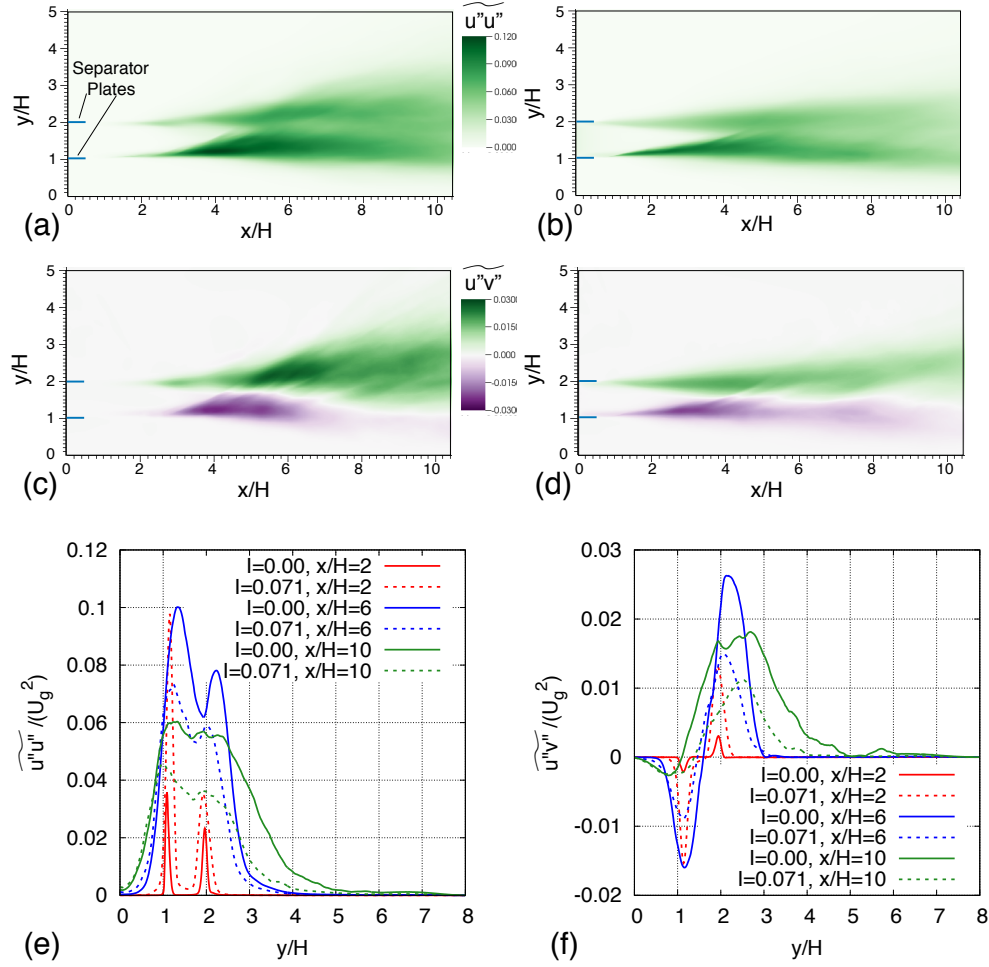 u"u"
0.120
0.090
0.060
0.030
0.000
Separator
Plates
y/H
5
4
3
2
1
0
0 2 4 6 8 10
x/H
(a)
y/H
5
4
3
2
1
0
0 2 4 6 8 10
x/H
(b)
u"v"
0.030
0.015
0.000
-0.015
-0.030
y/H
5
4
3
2
1
0
0 2 4 6 8 10
x/H
(c)
y/H
5
4
3
2
1
0
0 2 4 6 8 10
x/H
(d)
0.12
0.1
0.08
0.06
0.04
0.02
0
u"u" /(U_g^2)
I=0.00, x/H=2
I=0.071, x/H=2
I=0.00, x/H=6
I=0.071, x/H=6
I=0.00, x/H=10
I=0.071, x/H=10
0 1 2 3 4 5 6 7 8
y/H
(e)
0.03
0.02
0.01
0
-0.01
-0.02
u"v" /(U_g^2)
I=0.00, x/H=2
I=0.071, x/H=2
I=0.00, x/H=6
I=0.071, x/H=6
I=0.00, x/H=10
I=0.071, x/H=10
0 1 2 3 4 5 6 7 8
y/H
(f)